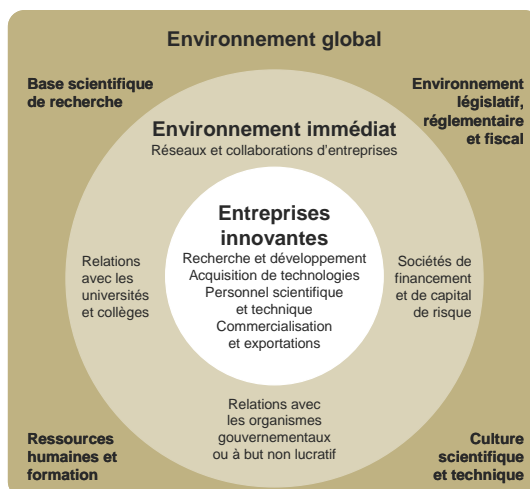 Environnement global
Base scientifique
de recherche
Environnement
législatif,
réglementaire
et fiscal
Environnement immédiat
Réseaux et collaborations d'entreprises
Entreprises
innovantes
Recherche et développement
Acquisition de technologies
Personnel scientifique
et technique
Commercialisation
et exportations
Relations
avec les
universités
et collèges
Sociétés de
financement
et de capital
de risque
Relations avec
les organismes
gouvernementaux
ou à but non lucratif
Ressources
humaines et
formation
Culture
scientifique
et technique